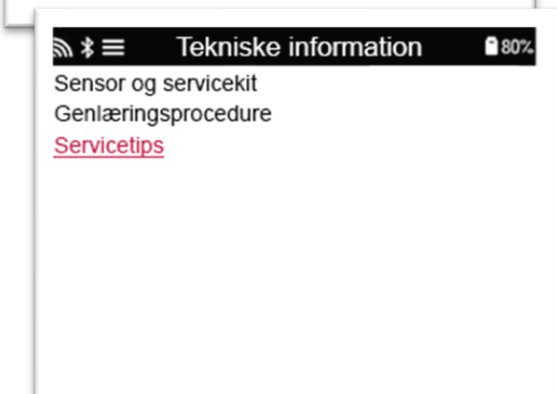 Tekniske information 80%
Sensor og servicekit
Genlæringsprocedure
Servicetips